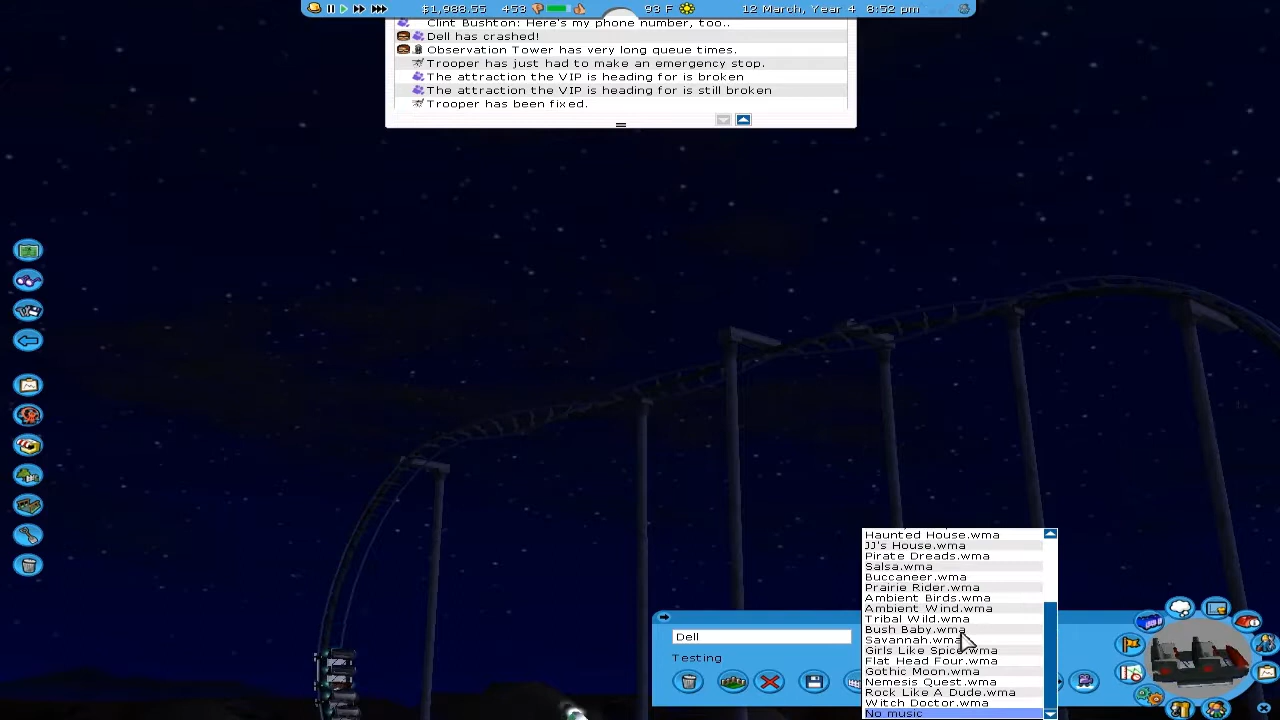 $1,988.55 453 93 F 12 March, Year 4 8:52 pm
Clint Bushton: Here's my phone number, too..
Dell has crashed!
Observation Tower has very long queue times.
Trooper has just had to make an emergency stop.
The attraction the VIP is heading for is broken
The attraction the VIP is heading for is still broken
Trooper has been fixed.
Haunted House.wma
JJ's House.wma
Pirate Dreads.wma
Salsa.wma
Buccaneer.wma
Prairie Rider.wma
Ambient Birds.wma
Ambient Wind.wma
Tribal Wild.wma
Bush Baby.wma
Savannah.wma
Girls Like Spice.wma
Flat Head Four.wma
Gothic Moon.wma
Nemesis Quest.wma
Rock Like A Dude.wma
Witch Doctor.wma
No music
Dell
Testing